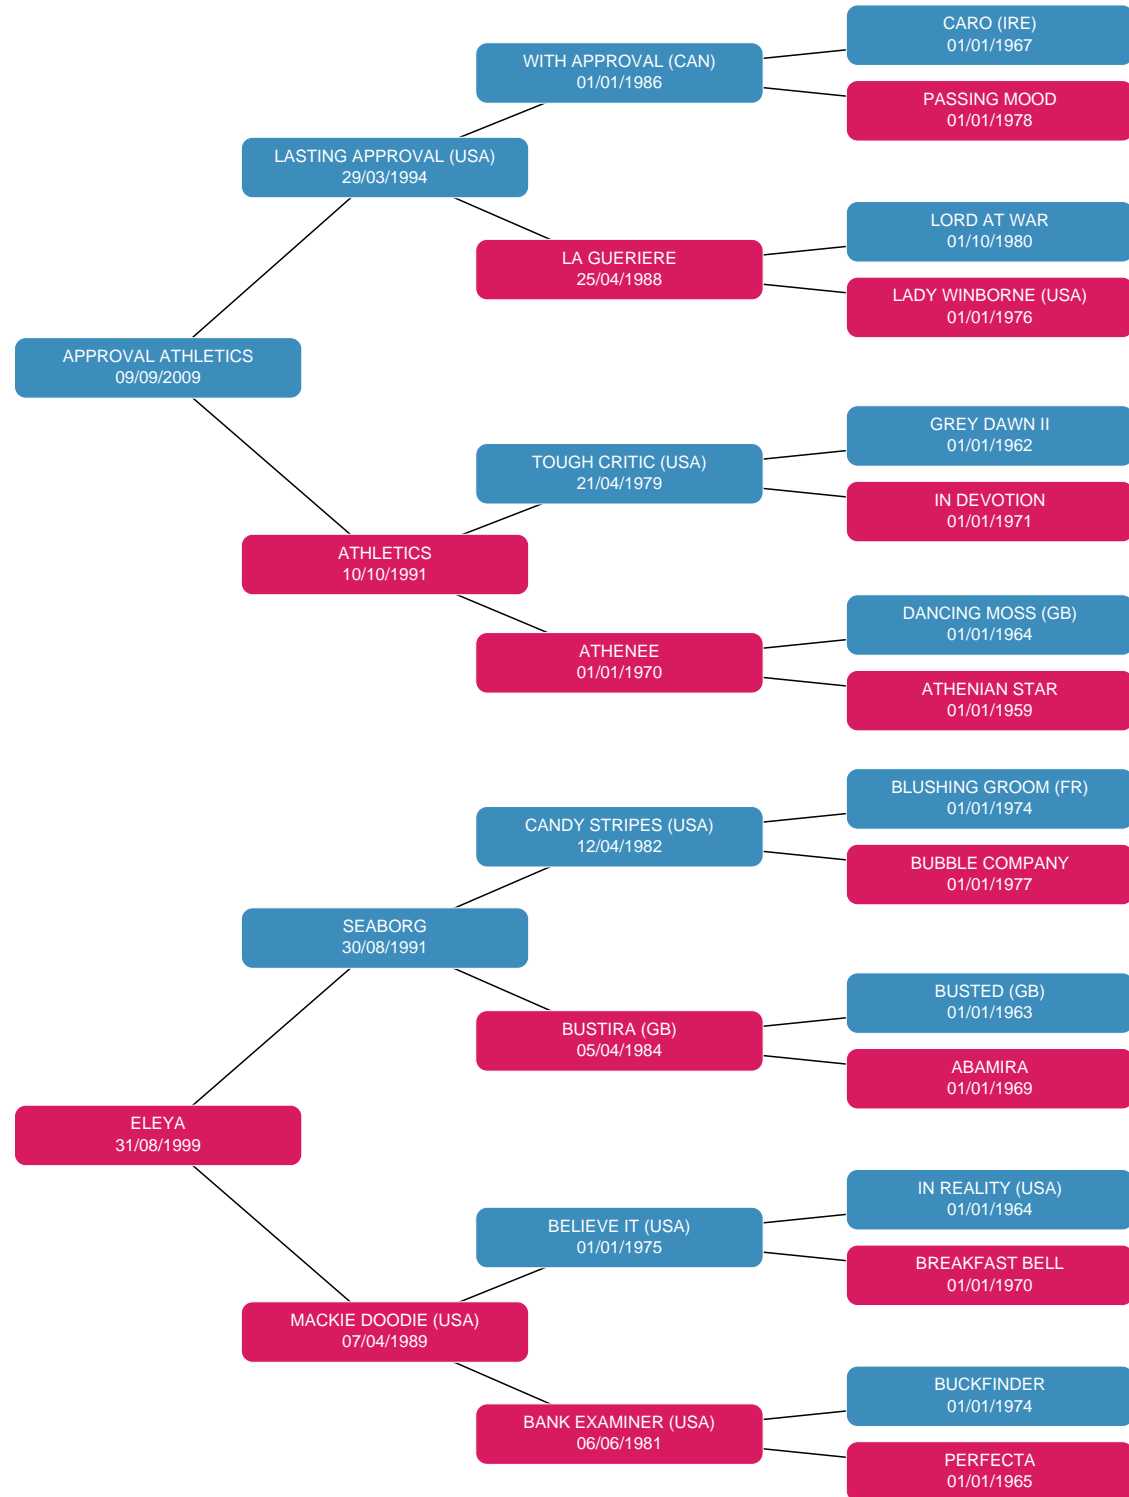 CARO (IRE)
01/01/1967
WITH APPROVAL (CAN)
01/01/1986
PASSING MOOD
01/01/1978
LASTING APPROVAL (USA)
29/03/1994
LORD AT WAR
01/10/1980
LA GUERIERE
25/04/1988
LADY WINBORNE (USA)
01/01/1976
APPROVAL ATHLETICS
09/09/2009
GREY DAWN II
01/01/1962
TOUGH CRITIC (USA)
21/04/1979
IN DEVOTION
01/01/1971
ATHLETICS
10/10/1991
DANCING MOSS (GB)
01/01/1964
ATHENEE
01/01/1970
ATHENIAN STAR
01/01/1959
BLUSHING GROOM (FR)
01/01/1974
CANDY STRIPES (USA)
12/04/1982
BUBBLE COMPANY
01/01/1977
SEABORG
30/08/1991
BUSTED (GB)
01/01/1963
BUSTIRA (GB)
05/04/1984
ABAMIRA
01/01/1969
ELEYA
31/08/1999
IN REALITY (USA)
01/01/1964
BELIEVE IT (USA)
01/01/1975
BREAKFAST BELL
01/01/1970
MACKIE DOODIE (USA)
07/04/1989
BUCKFINDER
01/01/1974
BANK EXAMINER (USA)
06/06/1981
PERFECTA
01/01/1965